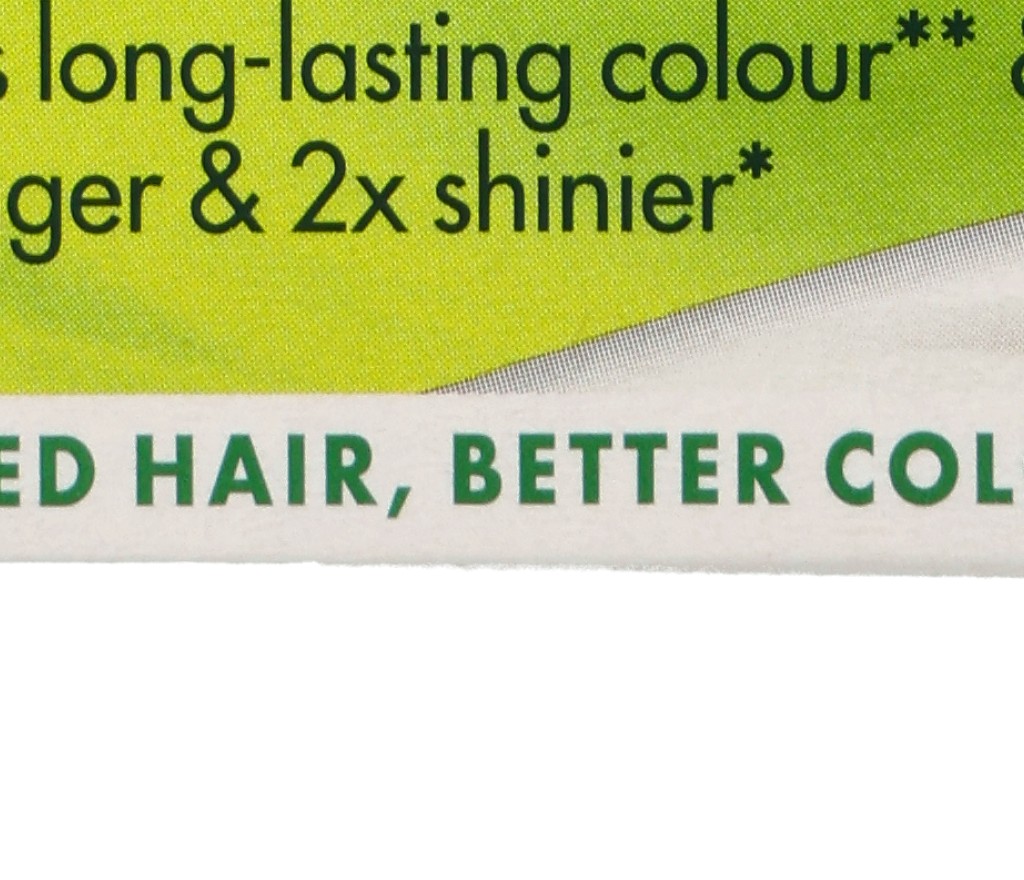 s long-lasting colour** &
ger & 2x shinier*
ED HAIR, BETTER COL